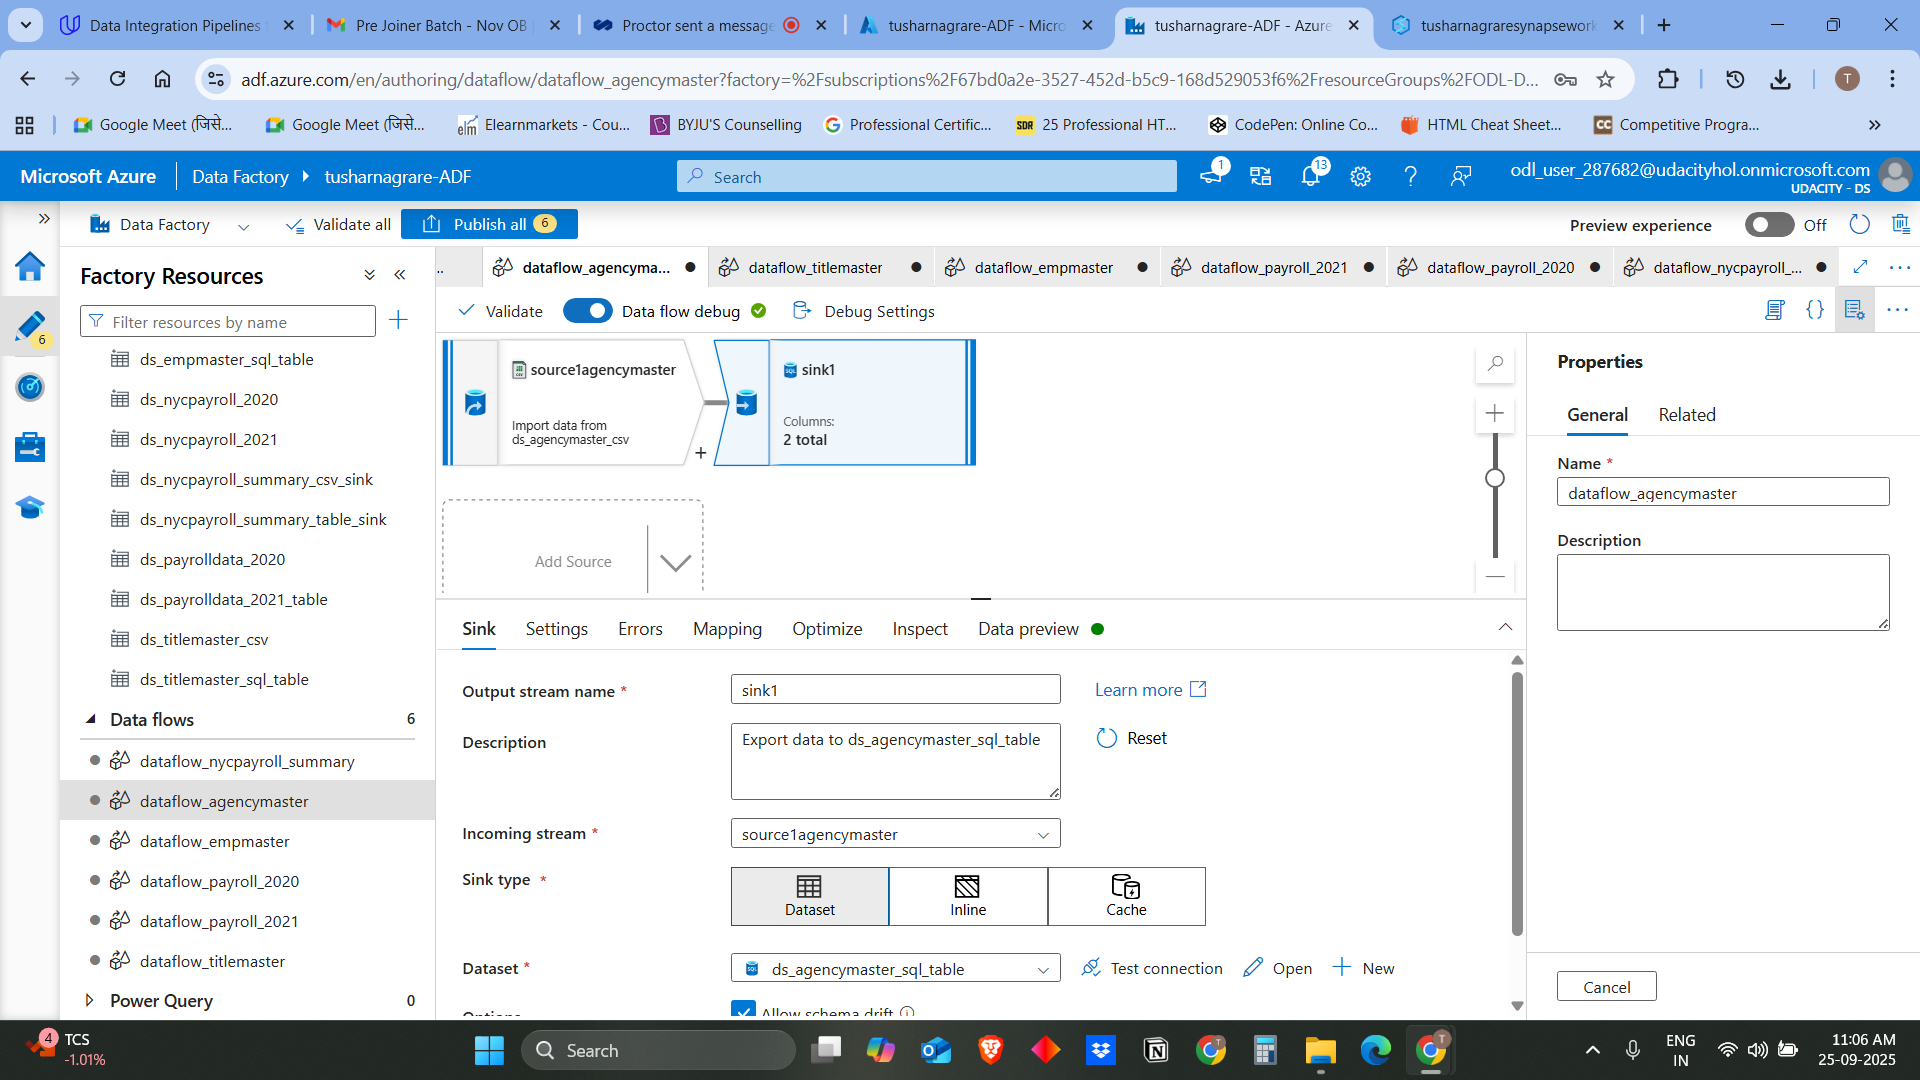 Data Integration Pipelines f
Pre Joiner Batch - Nov OB
Proctor sent a message
tusharnagrare-ADF - Micro
tusharnagrare-ADF - Azure
tusharnagraresynapsework
adf.azure.com/en/authoring/dataflow/dataflow_agencymaster?factory=%2Fsubscriptions%2F67bd0a2e-3527-452d-b5c9-168d529053f6%2FresourceGroups%2FODL-D...
T
Google Meet (जिसे...
Google Meet (जिसे...
elm Elearnmarkets - Cou...
BYJU'S Counselling
Professional Certific...
SDR 25 Professional HT...
CodePen: Online Co...
HTML Cheat Sheet...
CC Competitive Progra...
Microsoft Azure
Data Factory
tusharnagrare-ADF
Search
1
13
odl_user_287682@udacityhol.onmicrosoft.com
UDACITY - DS
Data Factory
Validate all
Publish all 6
Preview experience
Off
Factory Resources
Filter resources by name
6
ds_empmaster_sql_table
ds_nycpayroll_2020
ds_nycpayroll_2021
ds_nycpayroll_summary_csv_sink
ds_nycpayroll_summary_table_sink
ds_payrolldata_2020
ds_payrolldata_2021_table
ds_titlemaster_csv
ds_titlemaster_sql_table
Data flows 6
dataflow_nycpayroll_summary
dataflow_agencymaster
dataflow_empmaster
dataflow_payroll_2020
dataflow_payroll_2021
dataflow_titlemaster
Power Query 0
..
dataflow_agencyma...
dataflow_titlemaster
dataflow_empmaster
dataflow_payroll_2021
dataflow_payroll_2020
dataflow_nycpayroll_...
Validate
Data flow debug
Debug Settings
source1agencymaster
Import data from
ds_agencymaster_csv
sink1
Columns:
2 total
Add Source
Sink
Settings
Errors
Mapping
Optimize
Inspect
Data preview
Output stream name *
sink1
Learn more
Description
Export data to ds_agencymaster_sql_table
Reset
Incoming stream *
source1agencymaster
Sink type *
Dataset
Inline
Cache
Dataset *
ds_agencymaster_sql_table
Test connection
Open
New
Options
Allow schema drift
Properties
General
Related
Name *
dataflow_agencymaster
Description
Cancel
4
TCS
-1.01%
Search
ENG
IN
11:06 AM
25-09-2025